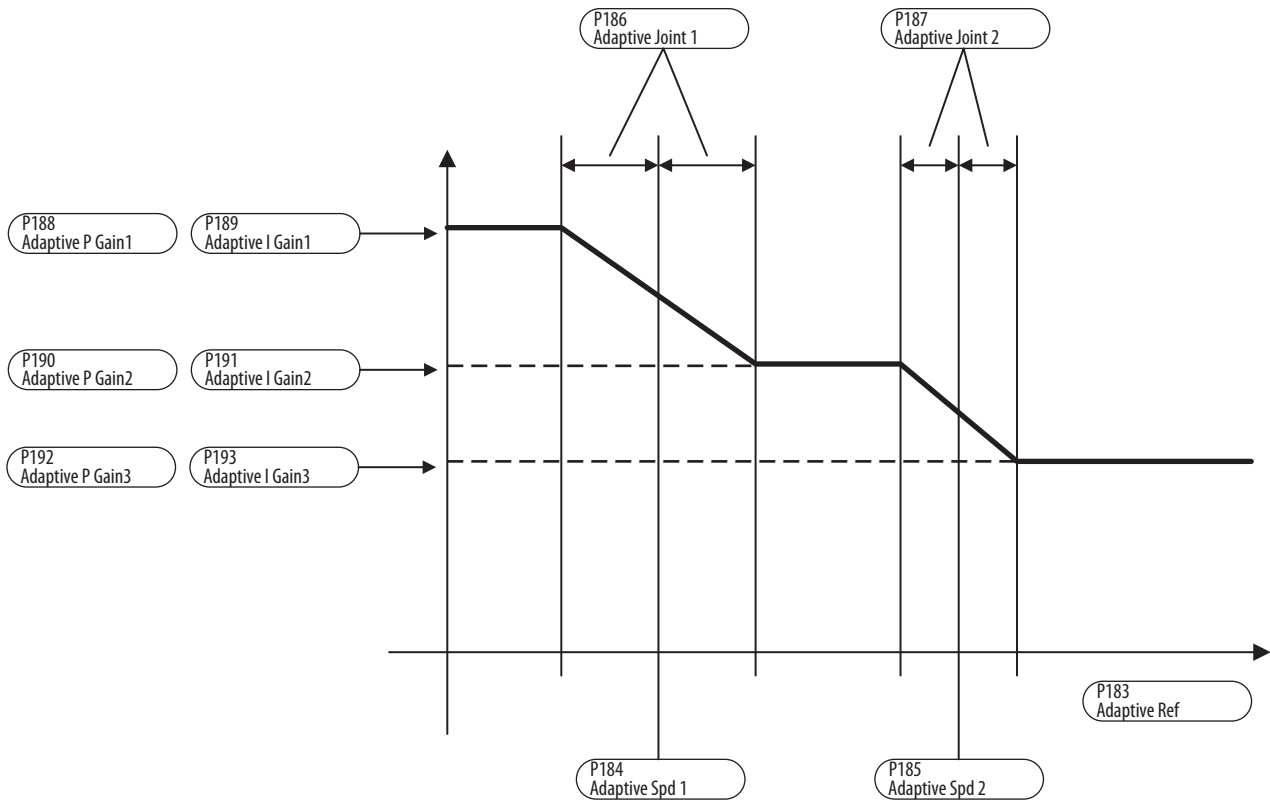 P186
Adaptive Joint 1
P187
Adaptive Joint 2
P188
Adaptive P Gain1
P189
Adaptive I Gain1
P190
Adaptive P Gain2
P191
Adaptive I Gain2
P192
Adaptive P Gain3
P193
Adaptive I Gain3
P183
Adaptive Ref
P184
Adaptive Spd 1
P185
Adaptive Spd 2